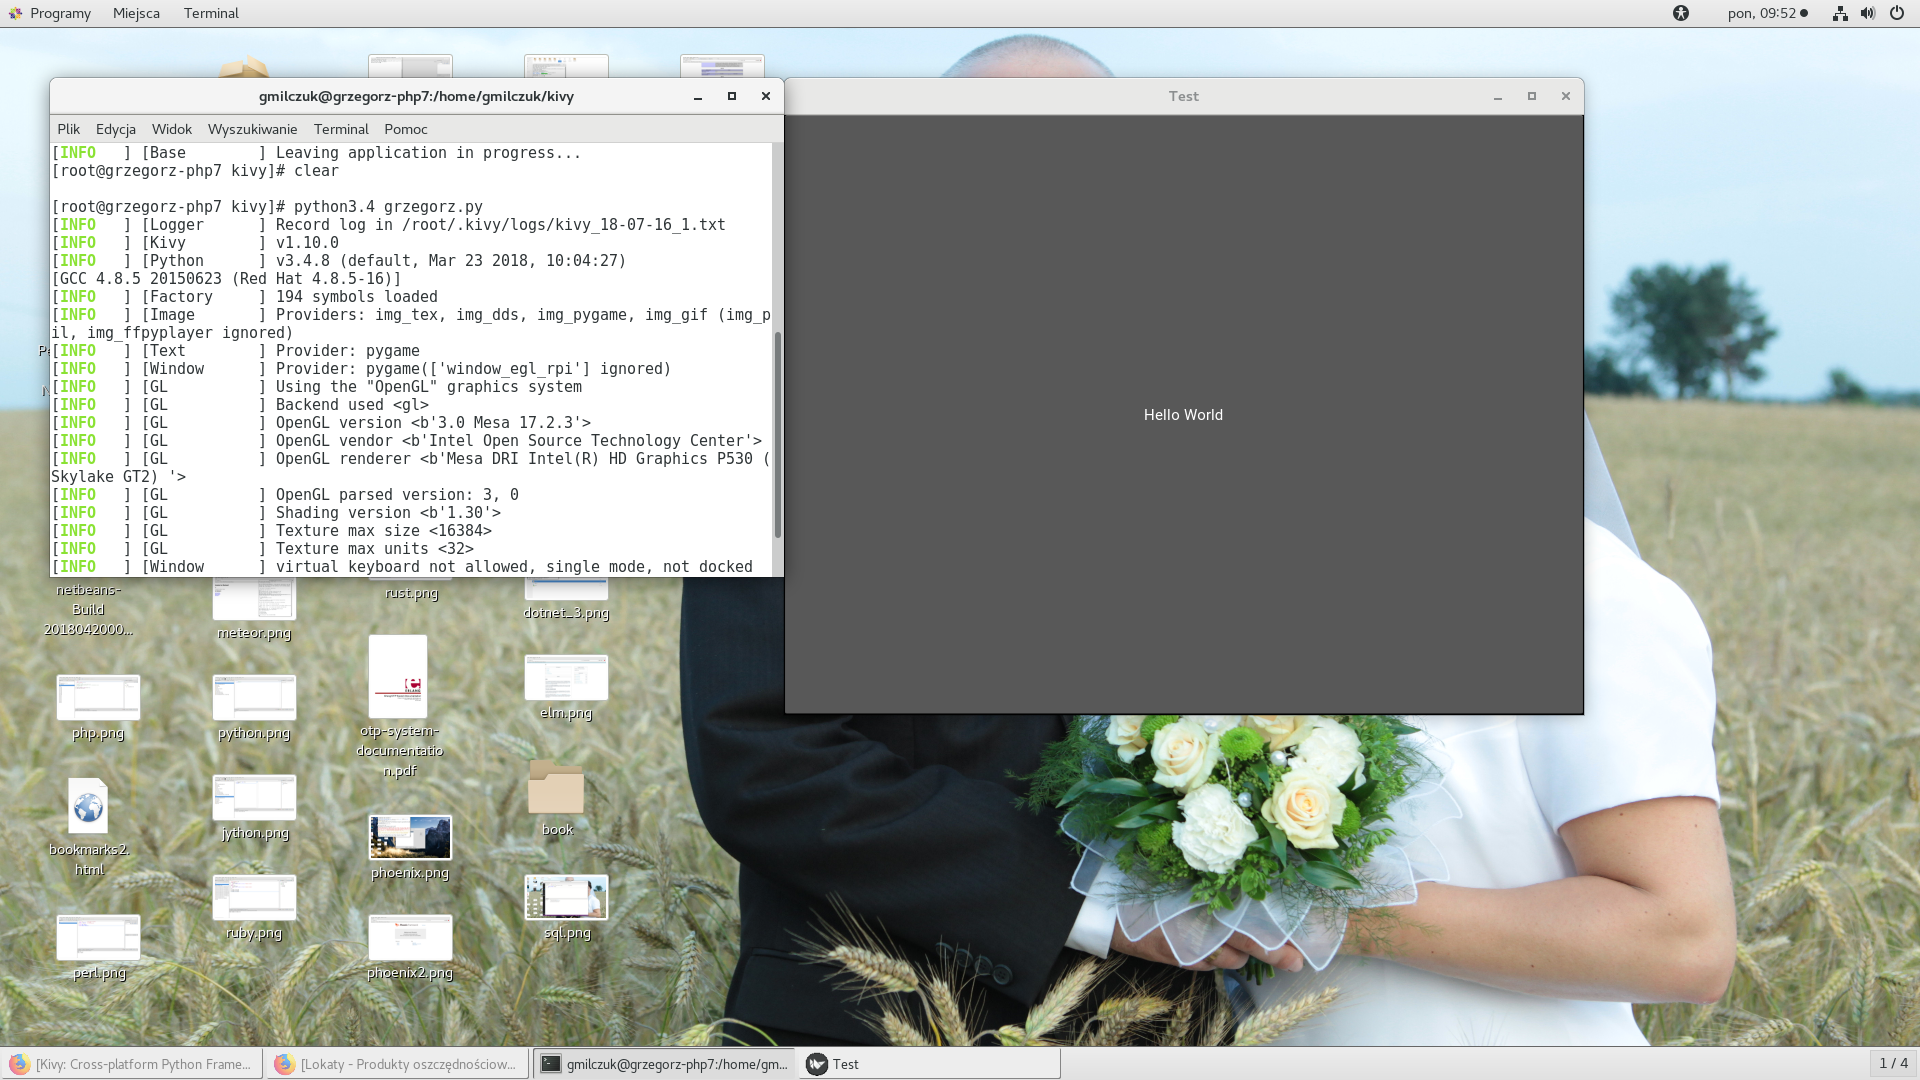 Programy Miejsca Terminal pon, 09:52
gmilczuk@grzegorz-php7:/home/gmilczuk/kivy
Plik Edycja Widok Wyszukiwanie Terminal Pomoc
[INFO   ] [Base        ] Leaving application in progress...
[root@grzegorz-php7 kivy]# clear
[root@grzegorz-php7 kivy]# python3.4 grzegorz.py
[INFO   ] [Logger      ] Record log in /root/.kivy/logs/kivy_18-07-16_1.txt
[INFO   ] [Kivy        ] v1.10.0
[INFO   ] [Python      ] v3.4.8 (default, Mar 23 2018, 10:04:27)
[GCC 4.8.5 20150623 (Red Hat 4.8.5-16)]
[INFO   ] [Factory     ] 194 symbols loaded
[INFO   ] [Image       ] Providers: img_tex, img_dds, img_pygame, img_gif (img_p
il, img_ffpyplayer ignored)
[INFO   ] [Text        ] Provider: pygame
[INFO   ] [Window      ] Provider: pygame(['window_egl_rpi'] ignored)
[INFO   ] [GL          ] Using the "OpenGL" graphics system
[INFO   ] [GL          ] Backend used <gl>
[INFO   ] [GL          ] OpenGL version <b'3.0 Mesa 17.2.3'>
[INFO   ] [GL          ] OpenGL vendor <b'Intel Open Source Technology Center'>
[INFO   ] [GL          ] OpenGL renderer <b'Mesa DRI Intel(R) HD Graphics P530 (
Skylake GT2) '>
[INFO   ] [GL          ] OpenGL parsed version: 3, 0
[INFO   ] [GL          ] Shading version <b'1.30'>
[INFO   ] [GL          ] Texture max size <16384>
[INFO   ] [GL          ] Texture max units <32>
[INFO   ] [Window      ] virtual keyboard not allowed, single mode, not docked
Test
Hello World
netbeans-
Build
2018042000...
meteor.png
rust.png
dotnet_3.png
php.png
python.png
otp-system-
documentatio
n.pdf
elm.png
bookmarks2.
html
jython.png
phoenix.png
book
perl.png
ruby.png
phoenix2.png
sql.png
[Kivy: Cross-platform Python Frame...
[Lokaty - Produkty oszczędnościow...
gmilczuk@grzegorz-php7:/home/gm...
Test
1 / 4